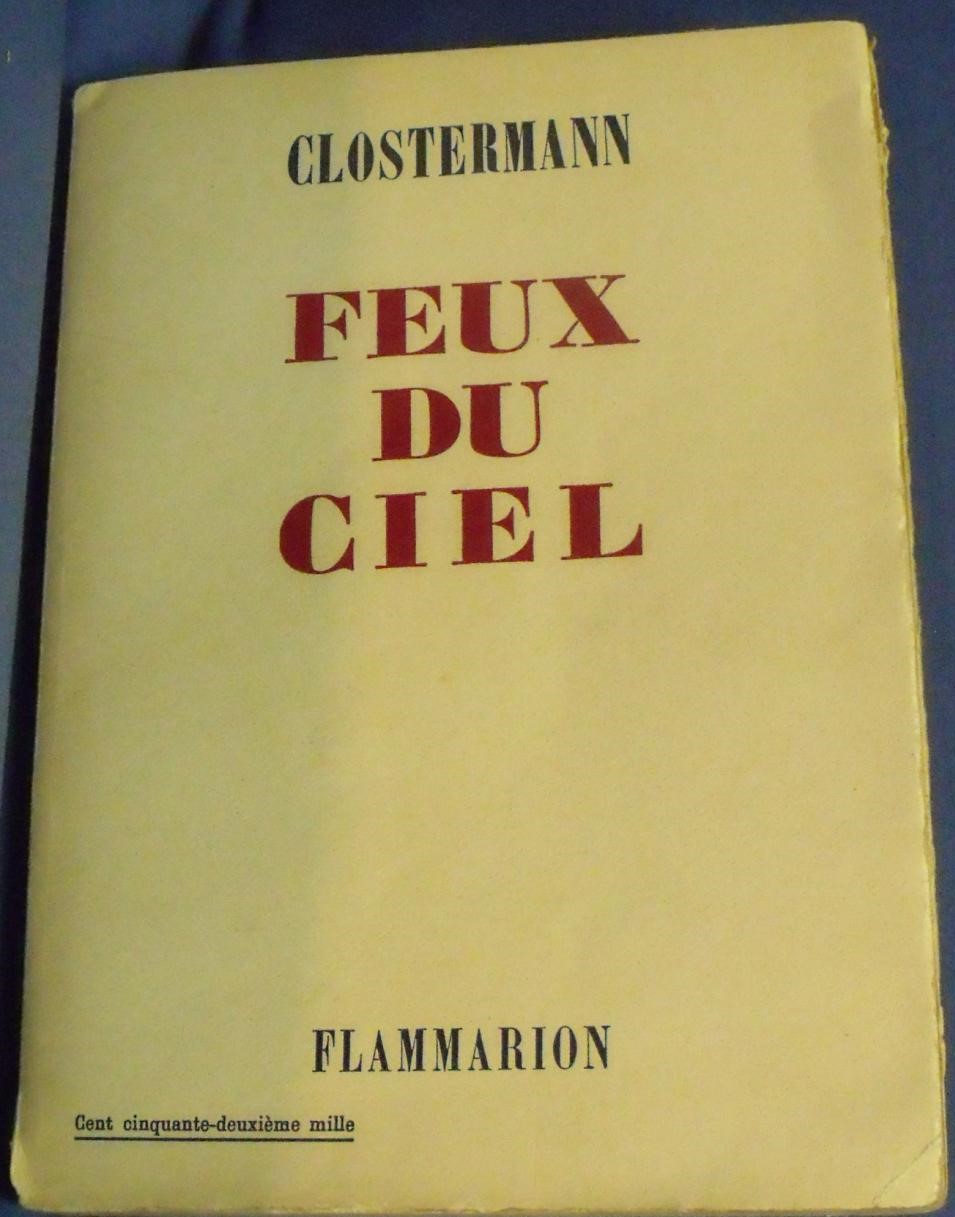 CLOSTERMANN
FEUX
DU
CIEL
FLAMMARION
Cent cinquante-deuxième mille